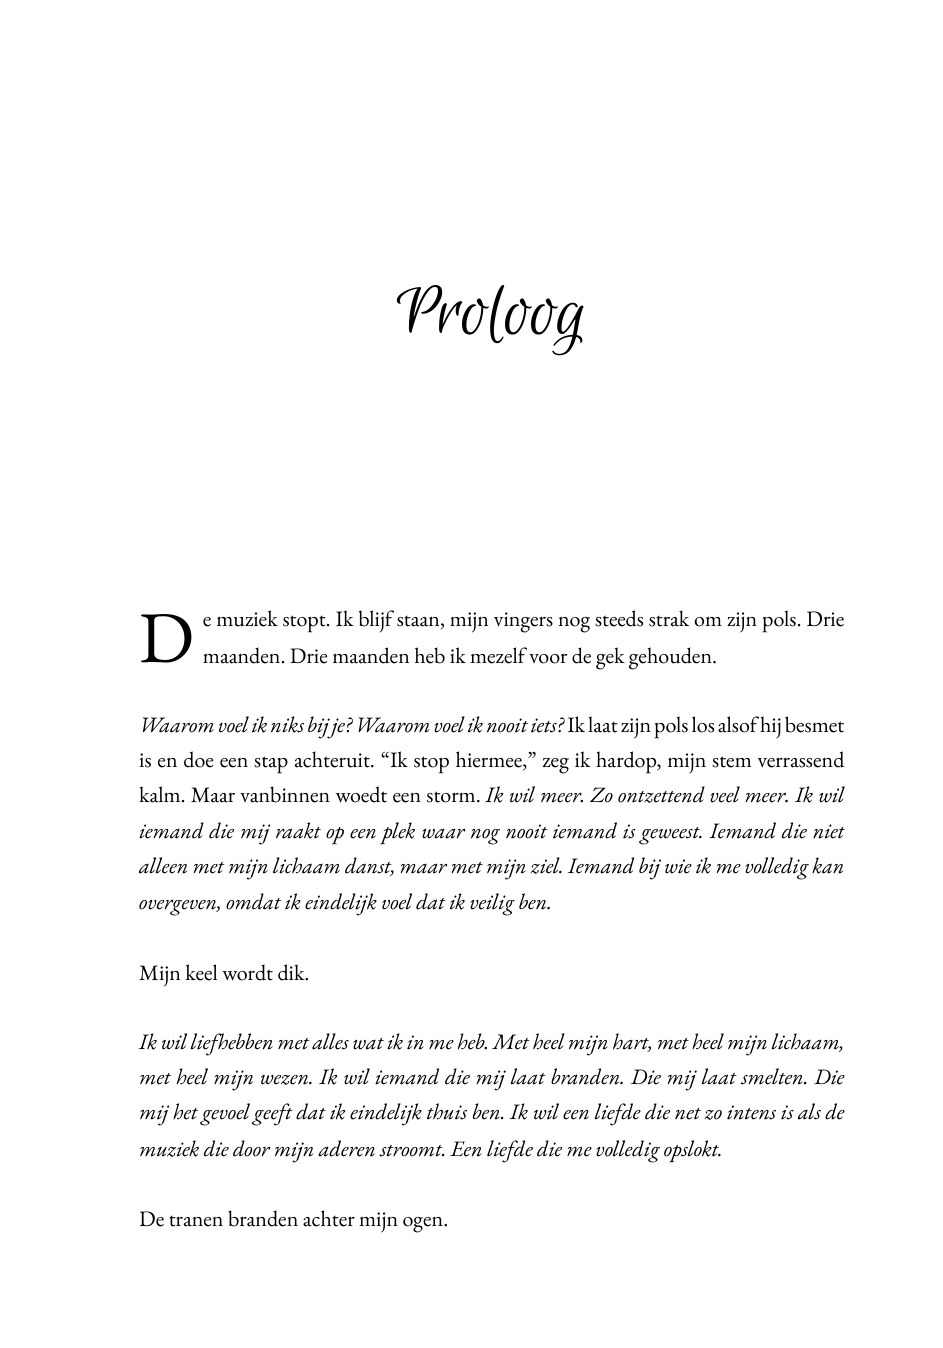 Proloog
De muziek stopt. Ik blijf staan, mijn vingers nog steeds strak om zijn pols. Drie
maanden. Drie maanden heb ik mezelf voor de gek gehouden.
Waarom voel ik niks bij je? Waarom voel ik nooit iets? Ik laat zijn pols los alsof hij besmet
is en doe een stap achteruit. “Ik stop hiermee,” zeg ik hardop, mijn stem verrassend
kalm. Maar vanbinnen woedt een storm. Ik wil meer. Zo ontzettend veel meer. Ik wil
iemand die mij raakt op een plek waar nog nooit iemand is geweest. Iemand die niet
alleen met mijn lichaam danst, maar met mijn ziel. Iemand bij wie ik me volledig kan
overgeven, omdat ik eindelijk voel dat ik veilig ben.
Mijn keel wordt dik.
Ik wil liefhebben met alles wat ik in me heb. Met heel mijn hart, met heel mijn lichaam,
met heel mijn wezen. Ik wil iemand die mij laat branden. Die mij laat smelten. Die
mij het gevoel geeft dat ik eindelijk thuis ben. Ik wil een liefde die net zo intens is als de
muziek die door mijn aderen stroomt. Een liefde die me volledig opslokt.
De tranen branden achter mijn ogen.